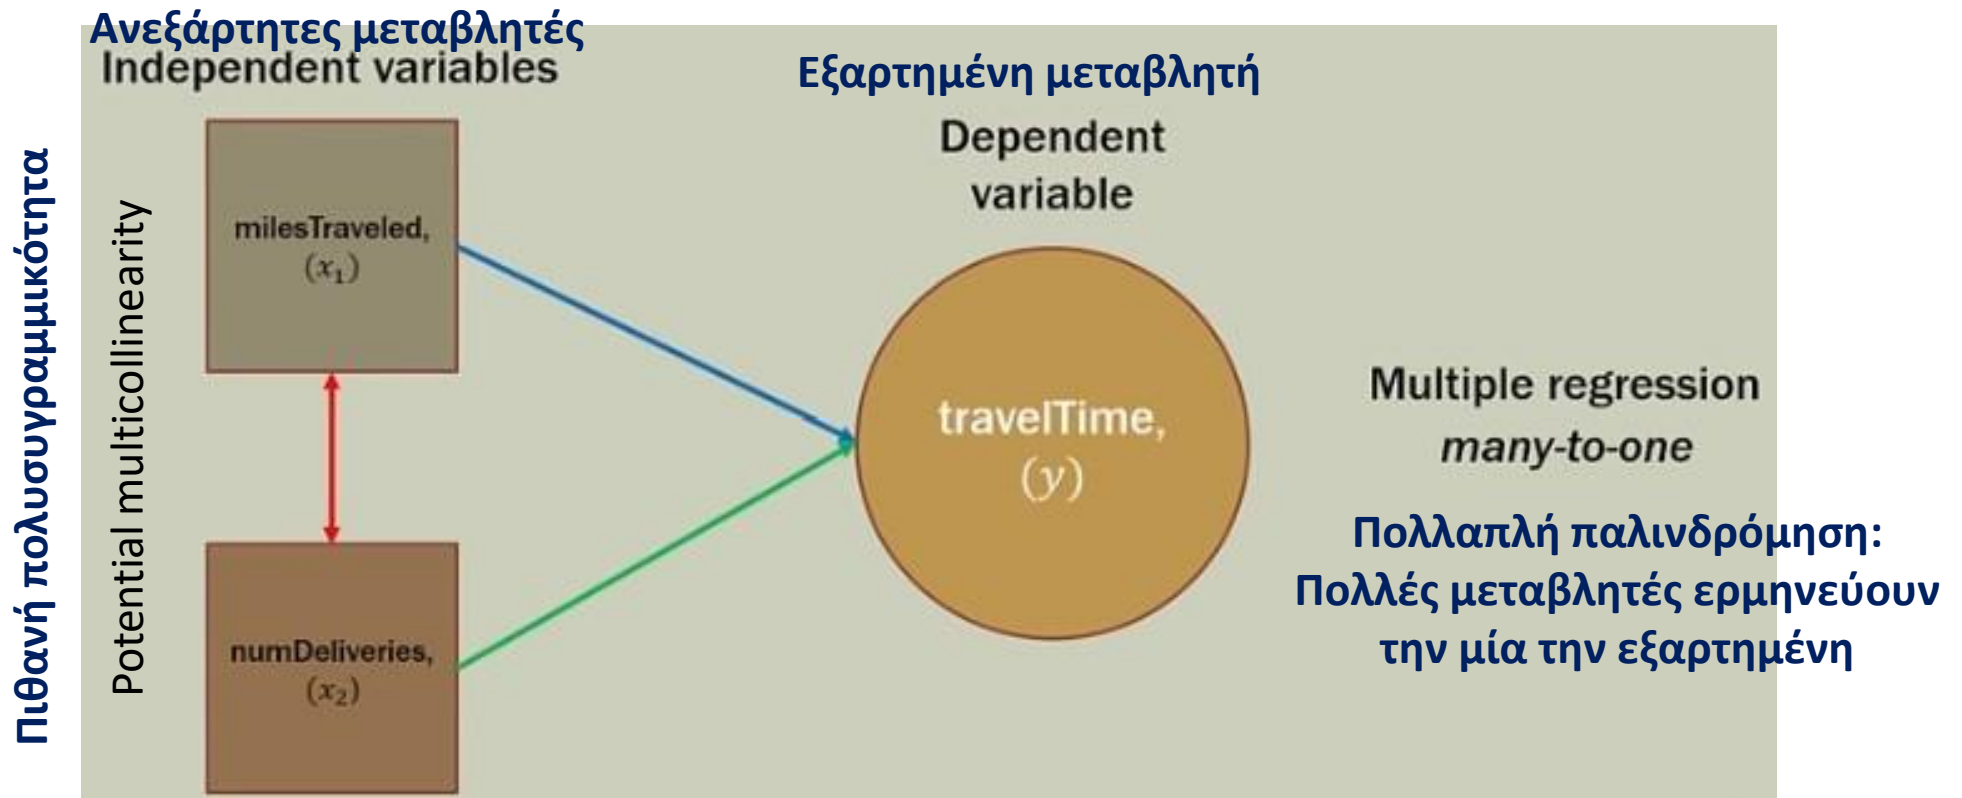 Ανεξάρτητες μεταβλητές
Independent variables
Εξαρτημένη μεταβλητή
Dependent
variable
Πιθανή πολυσυγραμμικότητα
Potential multicollinearity
milesTraveled,
(x₁)
numDeliveries,
(x₂)
travelTime,
(y)
Multiple regression
many-to-one
Πολλαπλή παλινδρόμηση:
Πολλές μεταβλητές ερμηνεύουν
την μία την εξαρτημένη